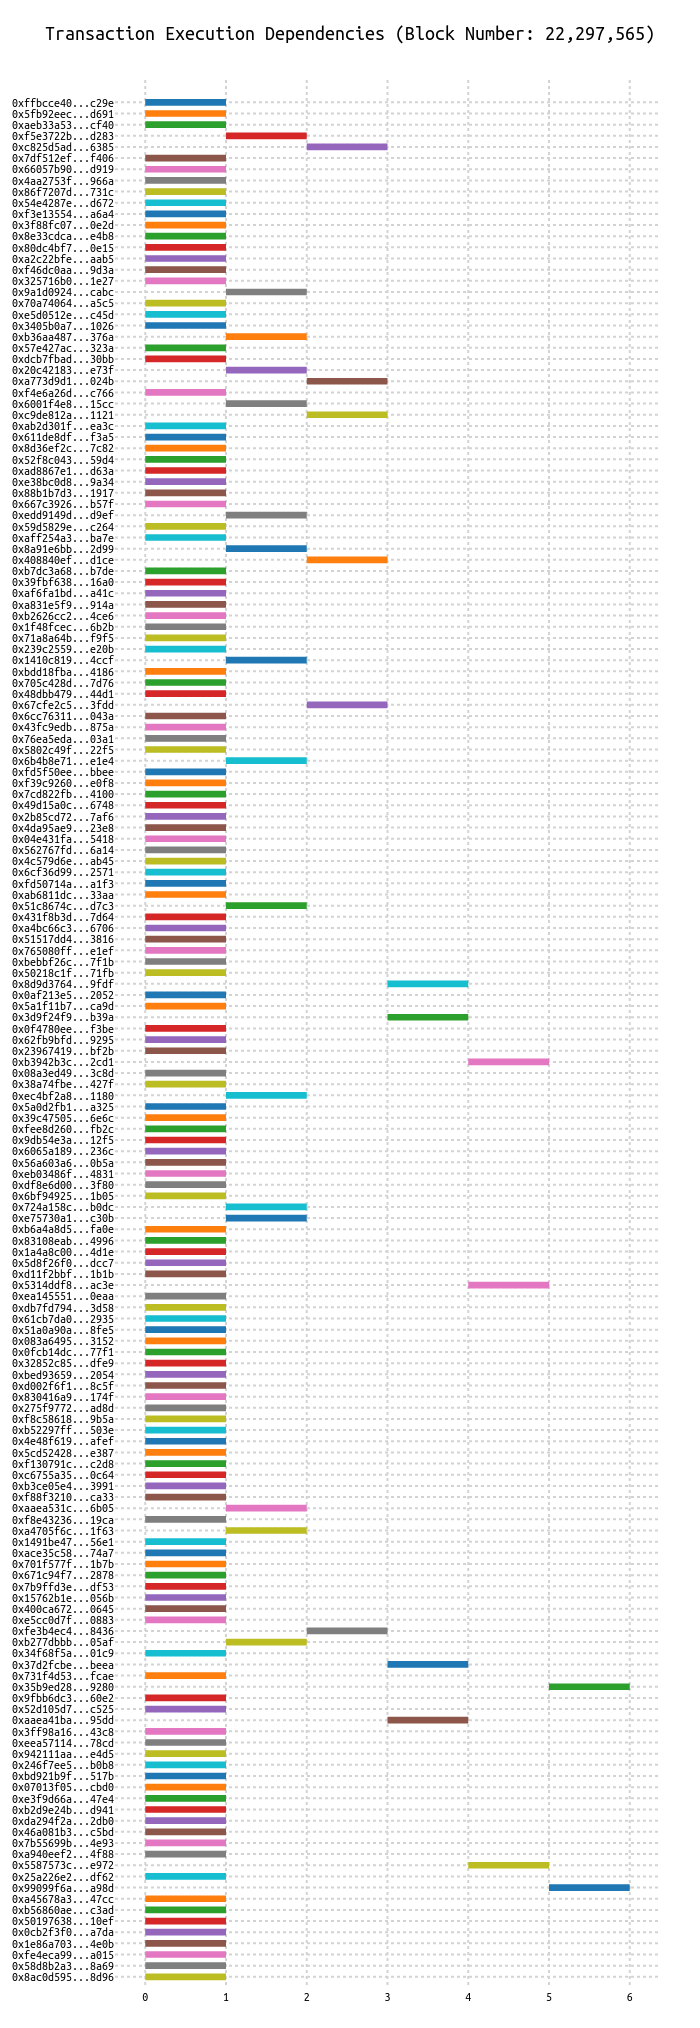 Transaction Execution Dependencies (Block Number: 22,297,565)
0xffbcce40...c29e
0x5fb92eec...d691
0xaeb33a53...cf40
0xf5e3722b...d283
0xc825d5ad...6385
0x7df512ef...f406
0x66057b90...d919
0x4aa2753f...966a
0x86f7207d...731c
0x54e4287e...d672
0xf3e13554...a6a4
0x3f88fc07...0e2d
0x8e33cdca...e4b8
0x80dc4bf7...0e15
0xa2c22bfe...aab5
0xf46dc0aa...9d3a
0x325716b0...1e27
0x9a1d0924...cabc
0x70a74064...a5c5
0xe5d0512e...c45d
0x3405b0a7...1026
0xb36aa487...376a
0x57e427ac...323a
0xdcb7fbad...30bb
0x20c42183...e73f
0xa773d9d1...024b
0xf4e6a26d...c766
0x6001f4e8...15cc
0xc9de812a...1121
0xab2d301f...ea3c
0x611de8df...f3a5
0x8d36ef2c...7c82
0x52f8c043...59d4
0xad8867e1...d63a
0xe38bc0d8...9a34
0x88b1b7d3...1917
0x667c3926...b57f
0xedd9149d...d9ef
0x59d5829e...c264
0xaff254a3...ba7e
0x8a91e6bb...2d99
0x408840ef...d1ce
0xb7dc3a68...b7de
0x39fbf638...16a0
0xaf6fa1bd...a41c
0xa831e5f9...914a
0xb2626cc2...4ce6
0x1f48fcec...6b2b
0x71a8a64b...f9f5
0x239c2559...e20b
0x1410c819...4ccf
0xbdd18fba...4186
0x705c428d...7d76
0x48dbb479...44d1
0x67cfe2c5...3fdd
0x6cc76311...043a
0x43fc9edb...875a
0x76ea5eda...03a1
0x5802c49f...22f5
0x6b4b8e71...e1e4
0xfd5f50ee...bbee
0xf39c9260...e0f8
0x7cd822fb...4100
0x49d15a0c...6748
0x2b85cd72...7af6
0x4da95ae9...23e8
0x04e431fa...5418
0x562767fd...6a14
0x4c579d6e...ab45
0x6cf36d99...2571
0xfd50714a...a1f3
0xab6811dc...33aa
0x51c8674c...d7c3
0x431f8b3d...7d64
0xa4bc66c3...6706
0x51517dd4...3816
0x765080ff...e1ef
0xbebbf26c...7f1b
0x50218c1f...71fb
0x8d9d3764...9fdf
0x0af213e5...2052
0x5a1f11b7...ca9d
0x3d9f24f9...b39a
0x0f4780ee...f3be
0x62fb9bfd...9295
0x23967419...bf2b
0xb3942b3c...2cd1
0x08a3ed49...3c8d
0x38a74fbe...427f
0xec4bf2a8...1180
0x5a0d2fb1...a325
0x39c47505...6e6c
0xfee8d260...fb2c
0x9db54e3a...12f5
0x6065a189...236c
0x56a603a6...0b5a
0xeb03486f...4831
0xdf8e6d00...3f80
0x6bf94925...1b05
0x724a158c...b0dc
0xe75730a1...c30b
0xb6a4a8d5...fa0e
0x83108eab...4996
0x1a4a8c00...4d1e
0x5d8f26f0...dcc7
0xd11f2bbf...1b1b
0x5314ddf8...ac3e
0xea145551...0eaa
0xdb7fd794...3d58
0x61cb7da0...2935
0x51a0a90a...8fe5
0x083a6495...3152
0x0fcb14dc...77f1
0x32852c85...dfe9
0xbed93659...2054
0xd002f6f1...8c5f
0x830416a9...174f
0x275f9772...ad8d
0xf8c58618...9b5a
0xb52297ff...503e
0x4e48f619...afef
0x5cd52428...e387
0xf130791c...c2d8
0xc6755a35...0c64
0xb3ce05e4...3991
0xf88f3210...ca33
0xaaea531c...6b05
0xf8e43236...19ca
0xa4705f6c...1f63
0x1491be47...56e1
0xace35c58...74a7
0x701f577f...1b7b
0x671c94f7...2878
0x7b9ffd3e...df53
0x15762b1e...056b
0x400ca672...0645
0xe5cc0d7f...0883
0xfe3b4ec4...8436
0xb277dbbb...05af
0x34f68f5a...01c9
0x37d2fcbe...beea
0x731f4d53...fcae
0x35b9ed28...9280
0x9fbb6dc3...60e2
0x52d105d7...c525
0xaaea41ba...95dd
0x3ff98a16...43c8
0xeea57114...78cd
0x942111aa...e4d5
0x246f7ee5...b0b8
0xbd921b9f...517b
0x07013f05...cbd0
0xe3f9d66a...47e4
0xb2d9e24b...d941
0xda294f2a...2db0
0x46a081b3...c5bd
0x7b55699b...4e93
0xa940eef2...4f88
0x5587573c...e972
0x25a226e2...df62
0x99099f6a...a98d
0xa45678a3...47cc
0xb56860ae...c3ad
0x50197638...10ef
0x0cb2f3f0...a7da
0x1e86a703...4e0b
0xfe4eca99...a015
0x58d8b2a3...8a69
0x8ac0d595...8d96
0 1 2 3 4 5 6